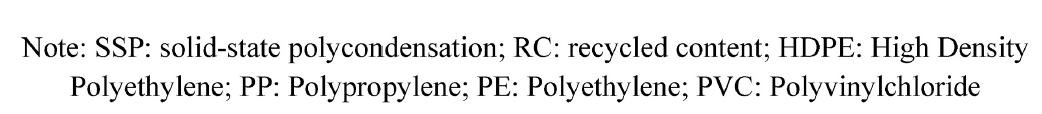 Note: SSP: solid-state polycondensation; RC: recycled content; HDPE: High Density
Polyethylene; PP: Polypropylene; PE: Polyethylene; PVC: Polyvinylchloride